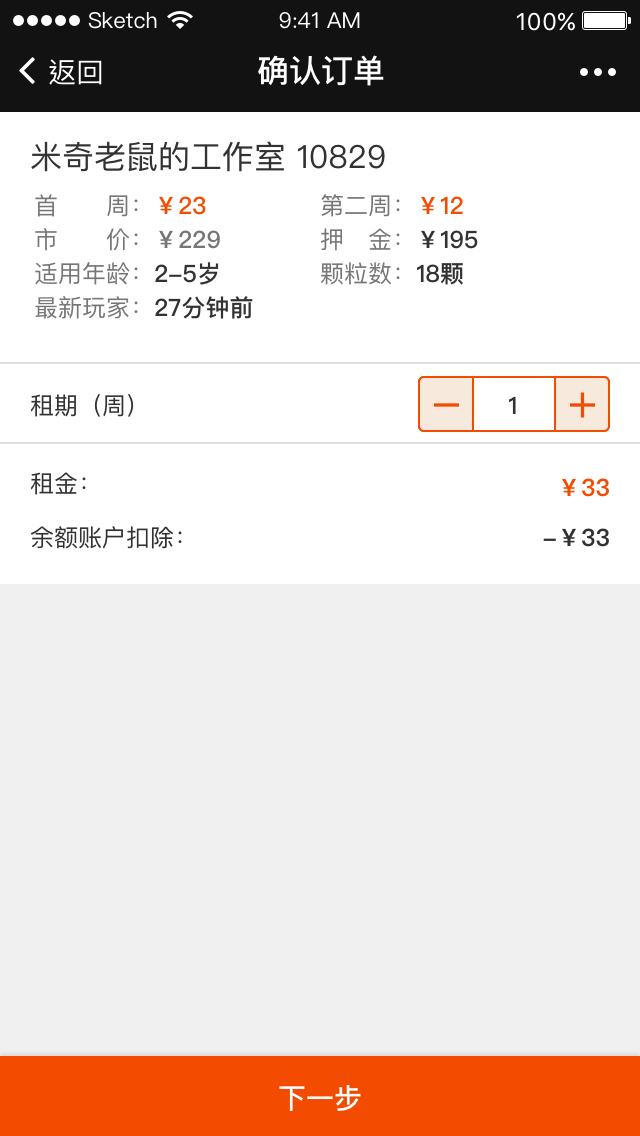 Sketch 9:41 AM 100%
返回 确认订单
米奇老鼠的工作室 10829
首周：¥23 第二周：¥12
市价：¥229 押金：¥195
适用年龄：2-5岁 颗粒数：18颗
最新玩家：27分钟前
租期（周） 1
租金： ¥33
余额账户扣除： -¥33
下一步